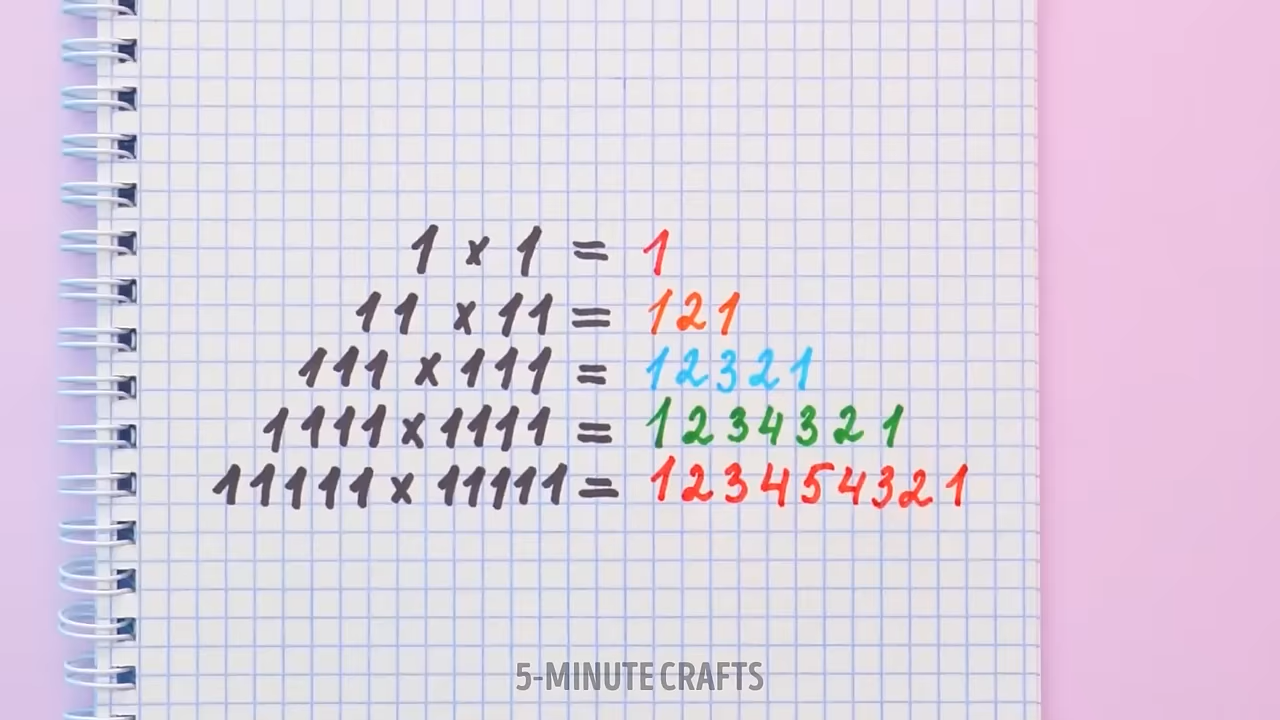 1 x 1 = 1
11 x 11 = 121
111 x 111 = 12321
1111 x 1111 = 1234321
11111 x 11111 = 123454321
5-MINUTE CRAFTS